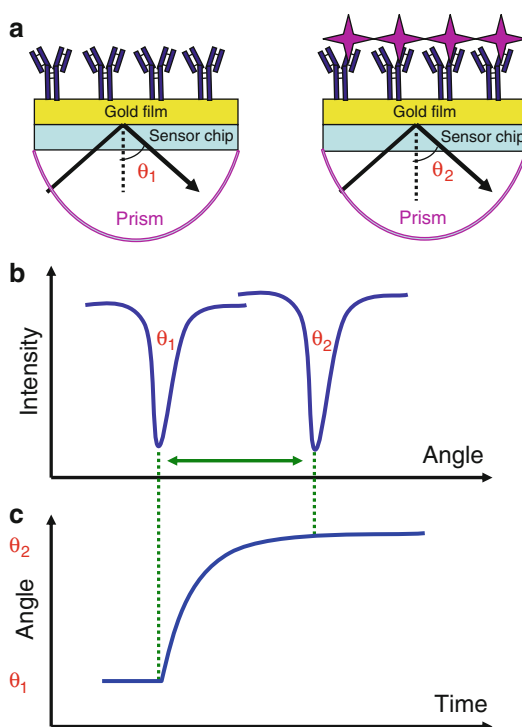 a
Gold film
Sensor chip
θ1
Prism
Gold film
Sensor chip
θ2
Prism
b
Intensity
θ1
θ2
Angle
c
Angle
θ2
θ1
Time